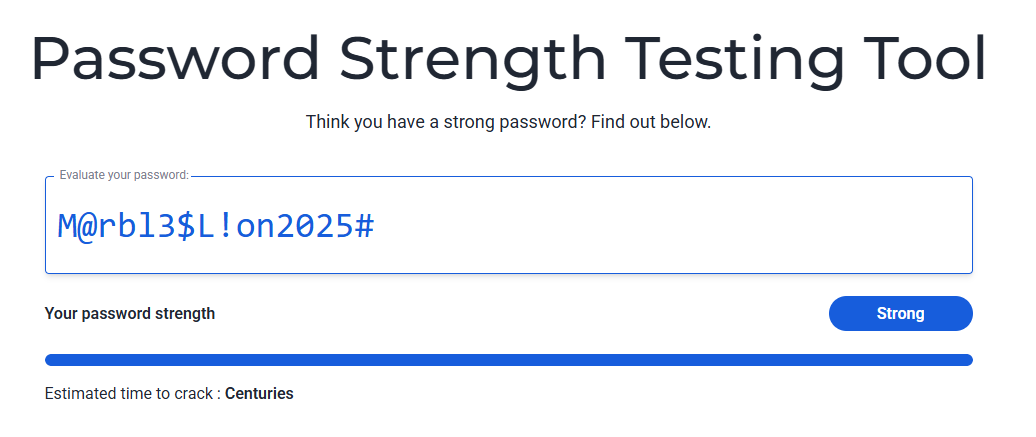 Password Strength Testing Tool
Think you have a strong password? Find out below.
Evaluate your password:
M@rbl3$L!on2025#
Your password strength
Strong
Estimated time to crack : Centuries